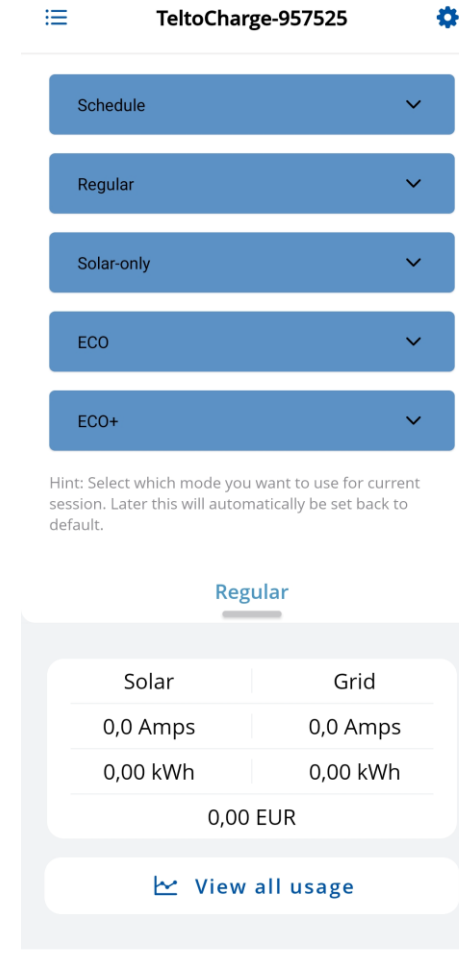 TeltoCharge-957525
Schedule
Regular
Solar-only
ECO
ECO+
Hint: Select which mode you want to use for current
session. Later this will automatically be set back to
default.
Regular
Solar Grid
0,0 Amps 0,0 Amps
0,00 kWh 0,00 kWh
0,00 EUR
View all usage